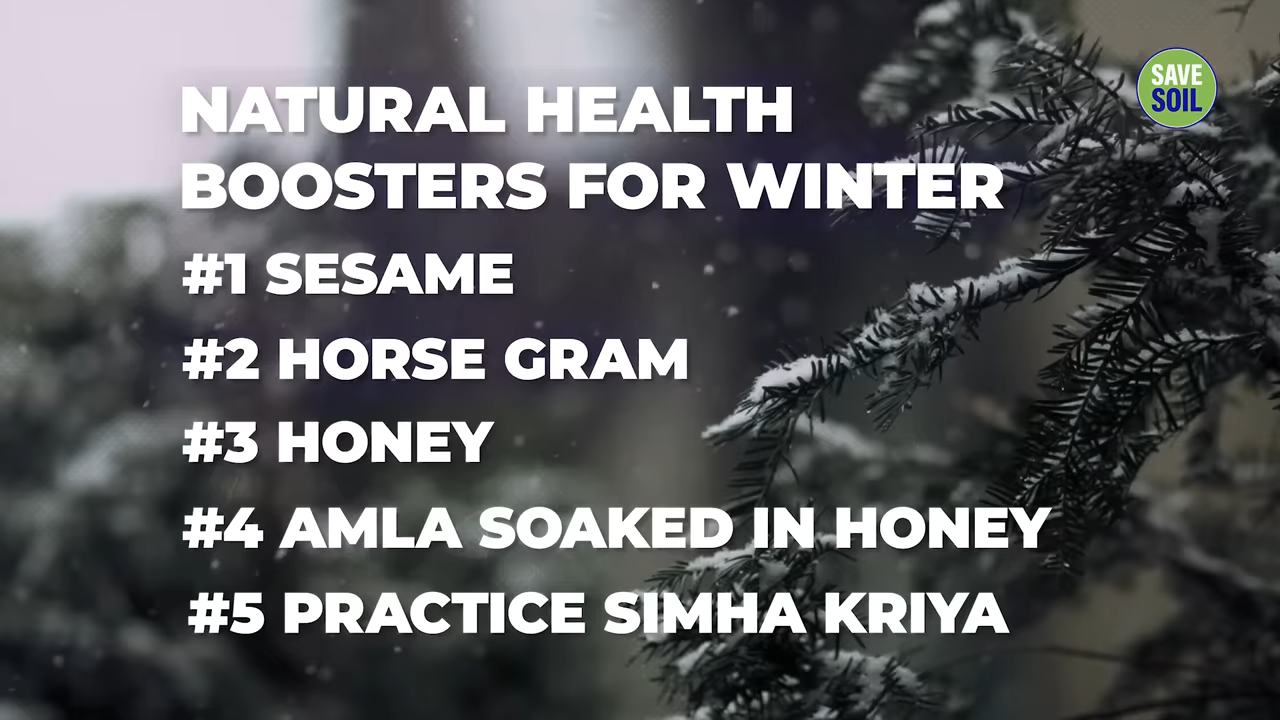 NATURAL HEALTH
BOOSTERS FOR WINTER
#1 SESAME
#2 HORSE GRAM
#3 HONEY
#4 AMLA SOAKED IN HONEY
#5 PRACTICE SIMHA KRIYA
SAVE
SOIL